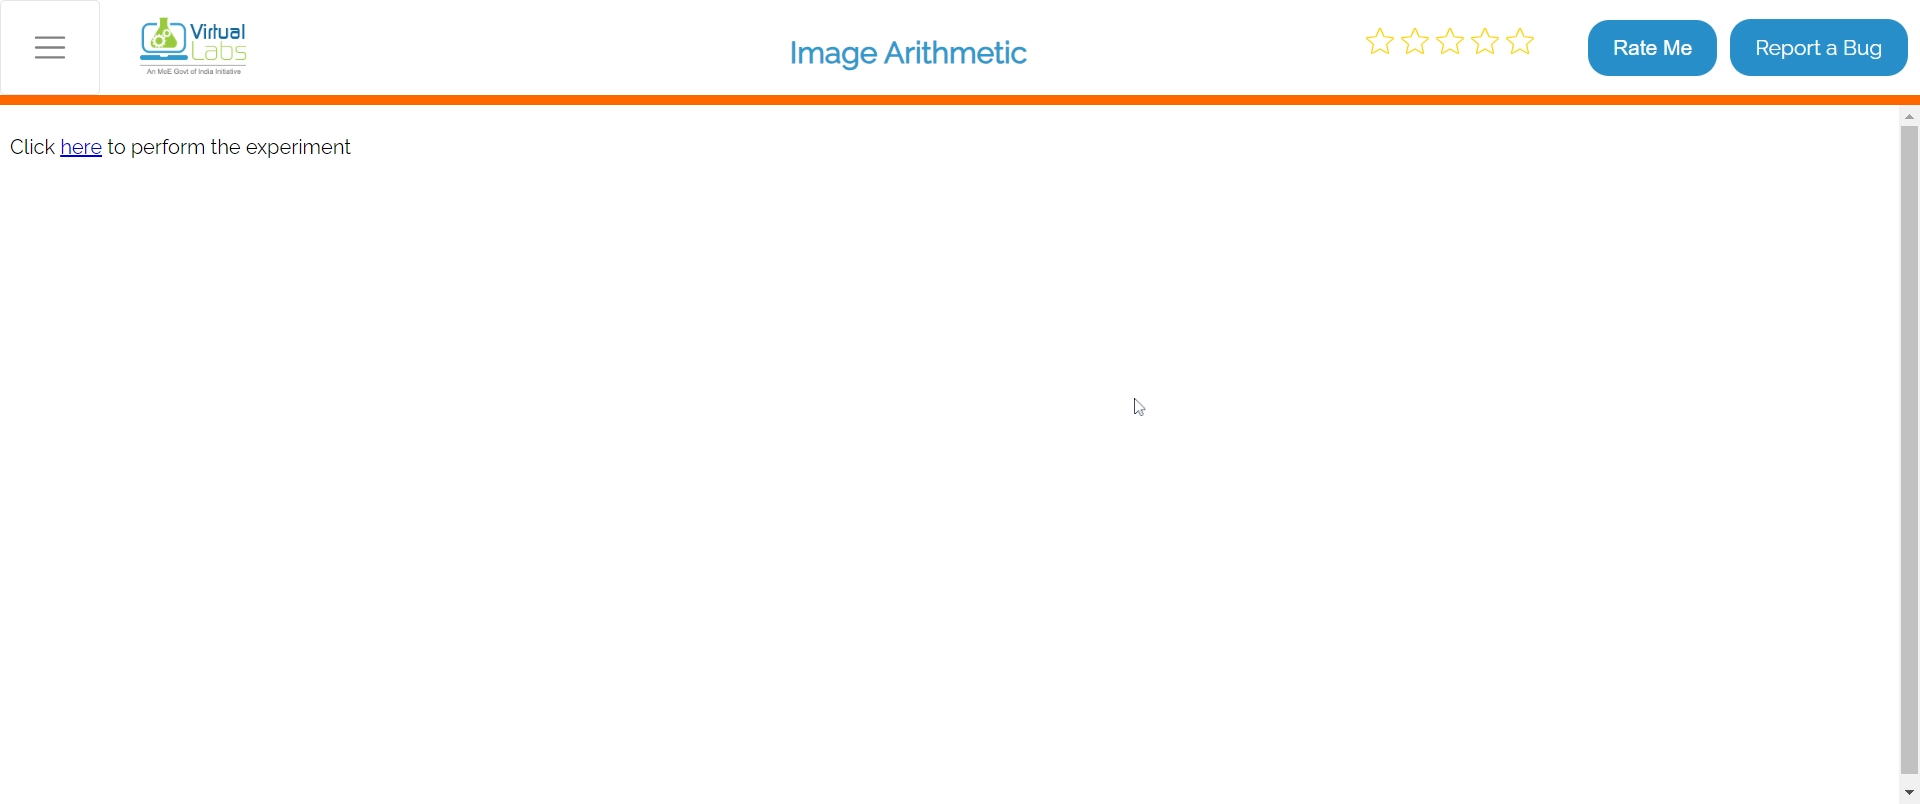 Virtual
Labs
An MoE Govt of India Initiative
Image Arithmetic
Rate Me
Report a Bug
Click here to perform the experiment